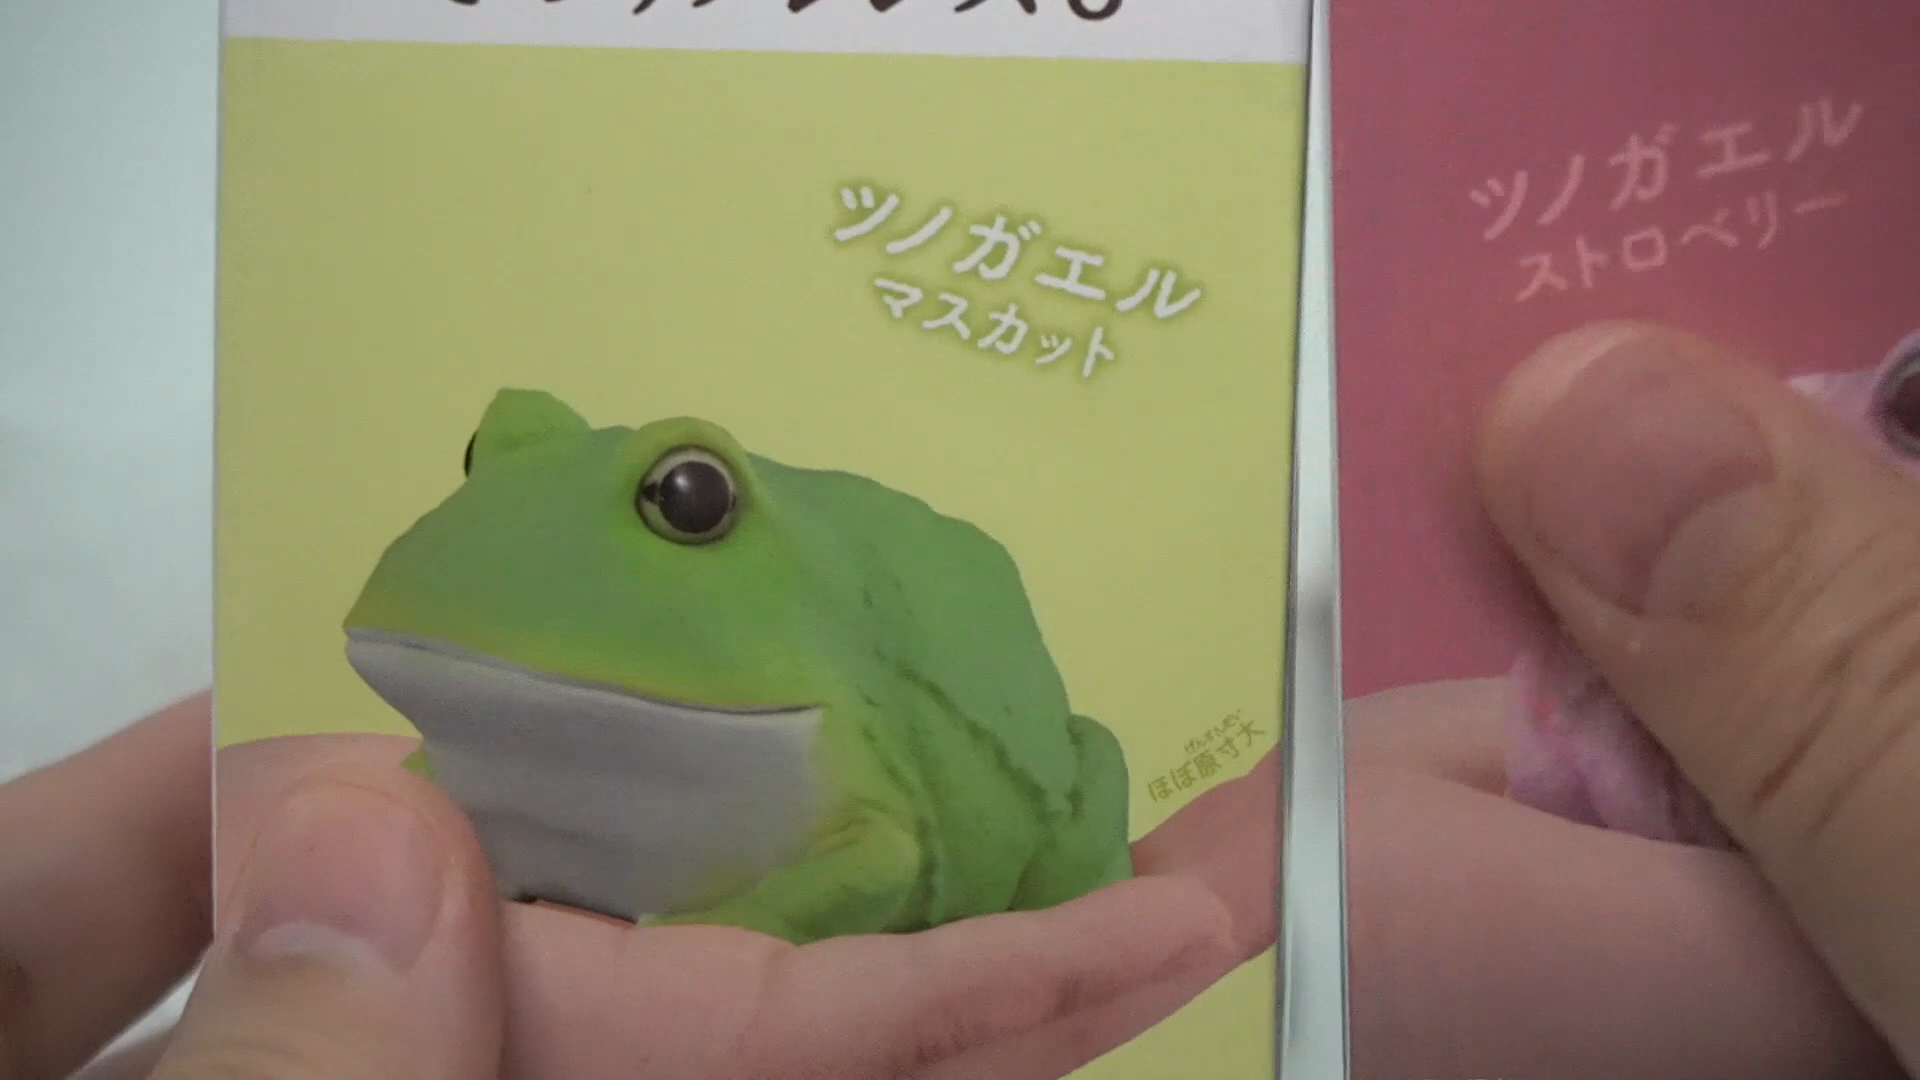 ツノガエル
マスカット
げんすんだい
ほぼ原寸大
ツノガエル
ストロベリー